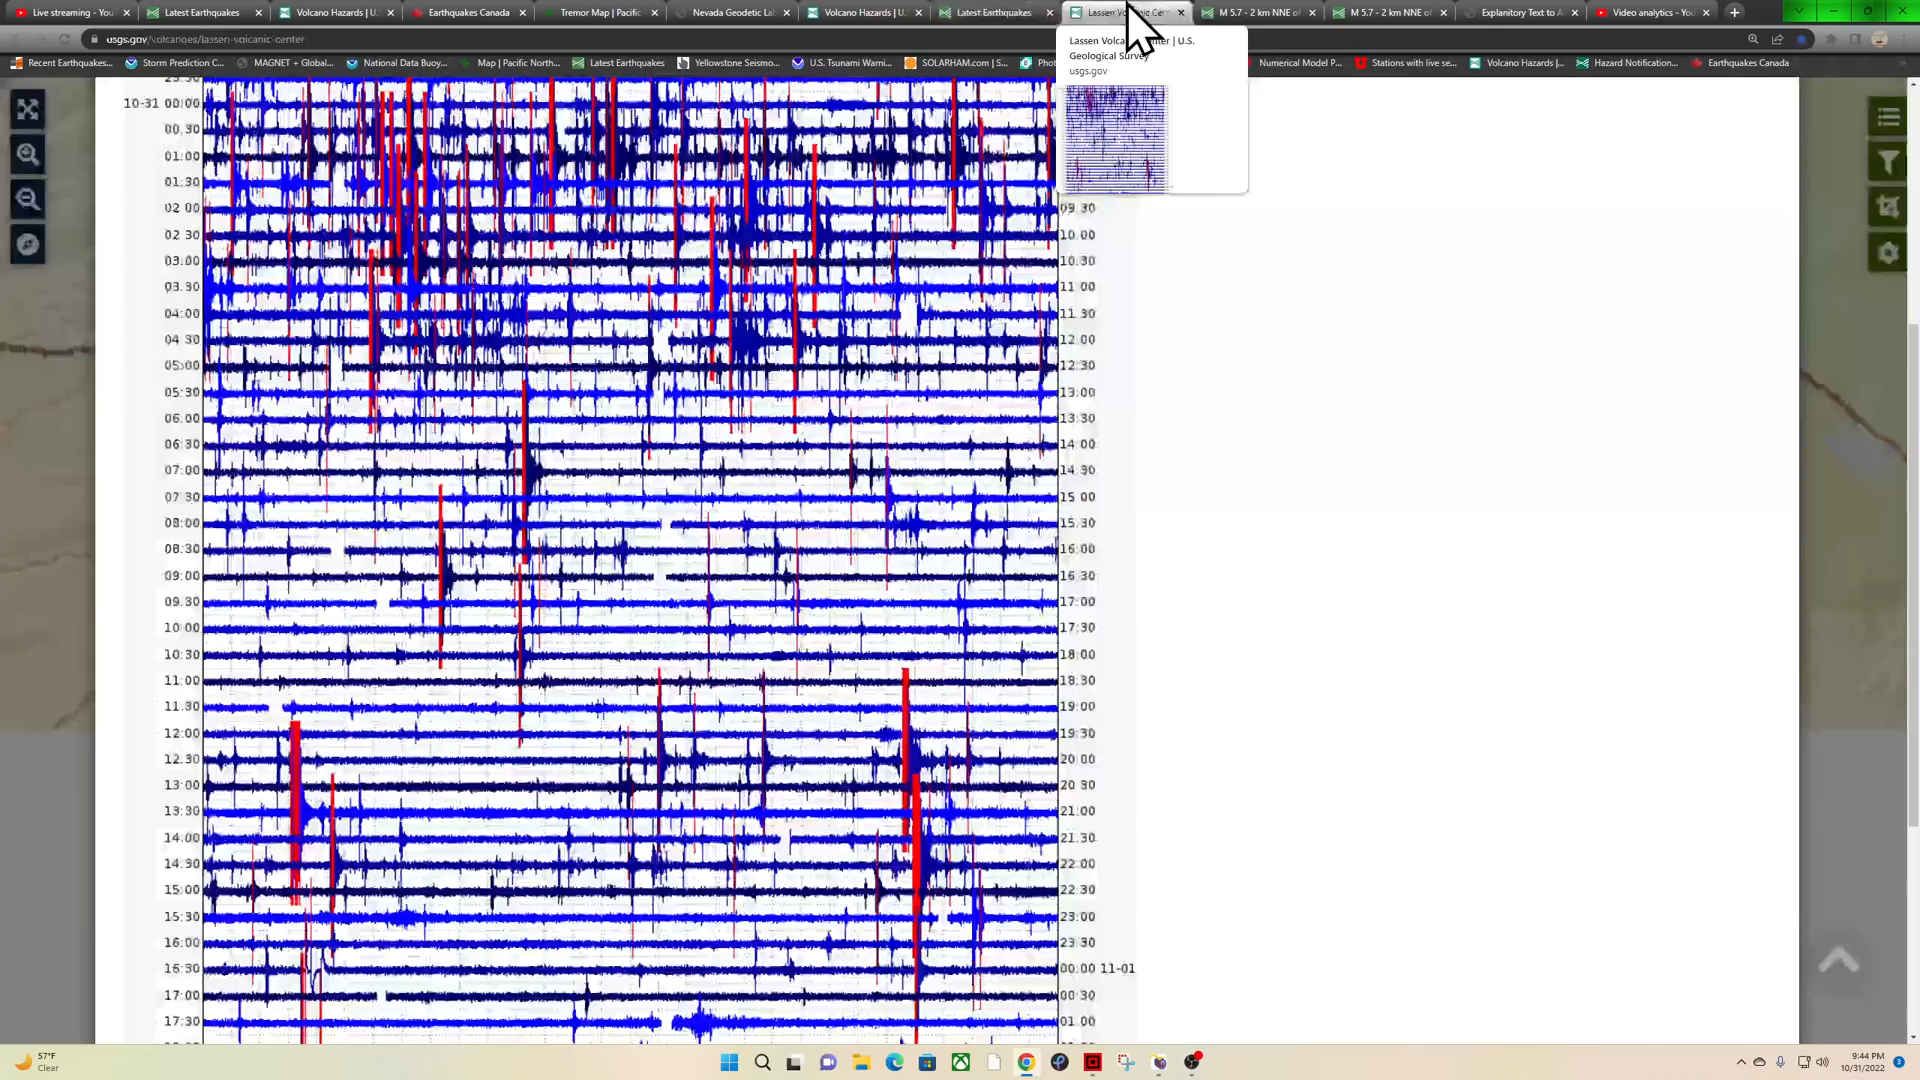 Live streaming - YouT
Latest Earthquakes
Volcano Hazards | U.
Earthquakes Canada
Tremor Map | Pacific
Nevada Geodetic La
Volcano Hazards | U.S
Latest Earthquakes
M 5.7 - 2 km NNE of
M 5.7 - 2 km NNE of
Explanitory Text to A
Video analytics - You
usgs.gov/volcanoes/lassen-volcanic-center
Recent Earthquakes...
Storm Prediction C...
MAGNET + Global...
National Data Buoy...
Map | Pacific North...
Latest Earthquakes
Yellowstone Seismo...
U.S. Tsunami Warni...
SOLARHAM.com | S...
Numerical Model P...
Stations with live se...
Volcano Hazards |...
Hazard Notification...
Earthquakes Canada
Geological Survey
usgs.gov
10-31 00:00
00:30
01:00
01:30
02:00
02:30
03:00
03:30
04:00
04:30
05:00
05:30
06:00
06:30
07:00
07:30
08:00
08:30
09:00
09:30
10:00
10:30
11:00
11:30
12:00
12:30
13:00
13:30
14:00
14:30
15:00
15:30
16:00
16:30
17:00
17:30
09:30
10:00
10:30
11:00
11:30
12:00
12:30
13:00
13:30
14:00
14:30
15:00
15:30
16:00
16:30
17:00
17:30
18:00
18:30
19:00
19:30
20:00
20:30
21:00
21:30
22:00
22:30
23:00
23:30
00:00 11-01
00:30
01:00
57°F
Clear
9:44 PM
10/31/2022
3